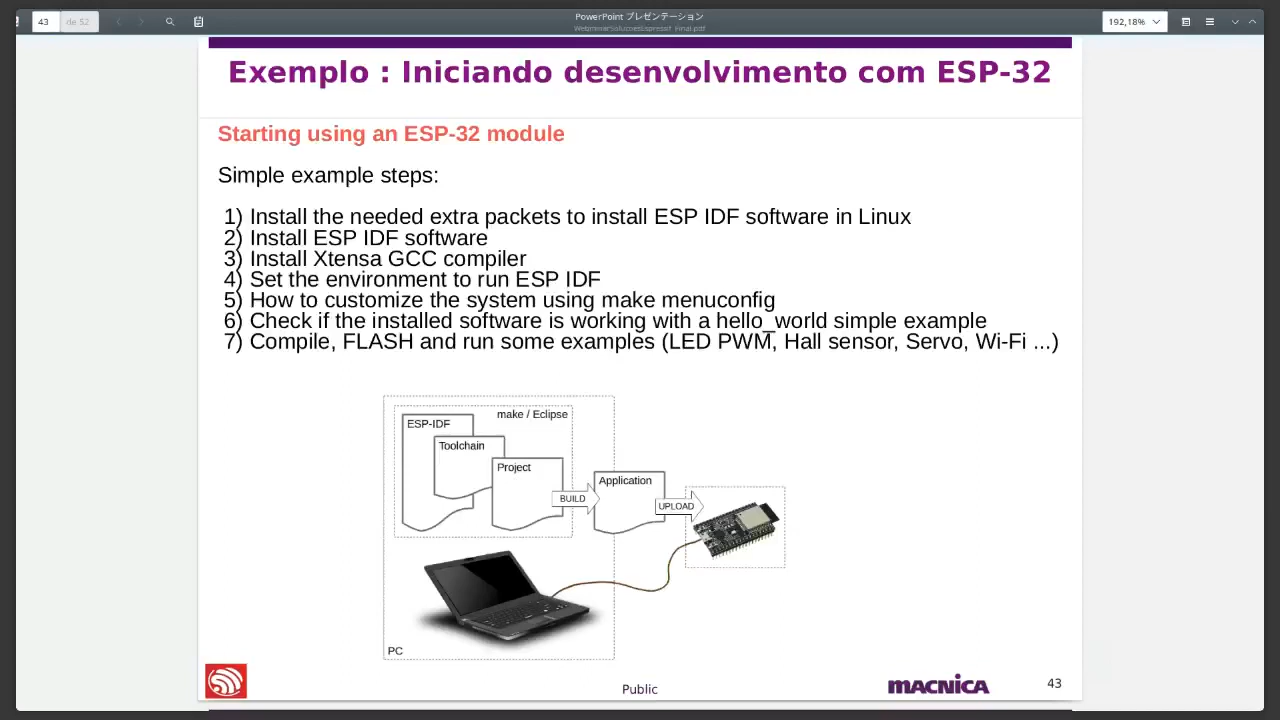 43
de 52
PowerPoint プレゼンテーション
192,18%
Exemplo : Iniciando desenvolvimento com ESP-32
Starting using an ESP-32 module
Simple example steps:
1) Install the needed extra packets to install ESP IDF software in Linux
2) Install ESP IDF software
3) Install Xtensa GCC compiler
4) Set the environment to run ESP IDF
5) How to customize the system using make menuconfig
6) Check if the installed software is working with a hello_world simple example
7) Compile, FLASH and run some examples (LED PWM, Hall sensor, Servo, Wi-Fi ...)
make / Eclipse
ESP-IDF
Toolchain
Project
BUILD
Application
UPLOAD
PC
Public
MACNICA
43